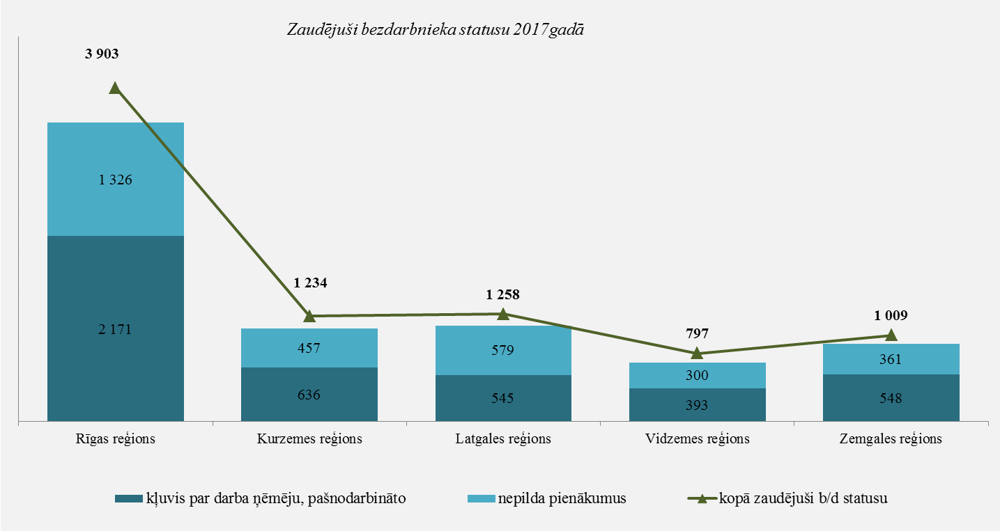 Zaudējuši bezdarbnieka statusu 2017gadā
3 903
1 326
2 171
1 234
457
636
1 258
579
545
797
300
393
1 009
361
548
Rīgas reģions
Kurzemes reģions
Latgales reģions
Vidzemes reģions
Zemgales reģions
kļuvis par darba ņēmēju, pašnodarbināto
nepilda pienākumus
kopā zaudējuši b/d statusu